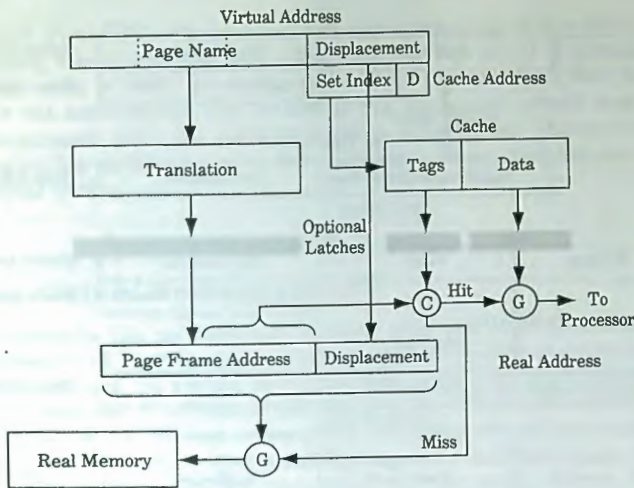 Virtual Address
Page Name
Displacement
Set Index
D
Cache Address
Cache
Translation
Tags
Data
Optional
Latches
C
Hit
G
To
Processor
Page Frame Address
Displacement
Real Address
Miss
Real Memory
G